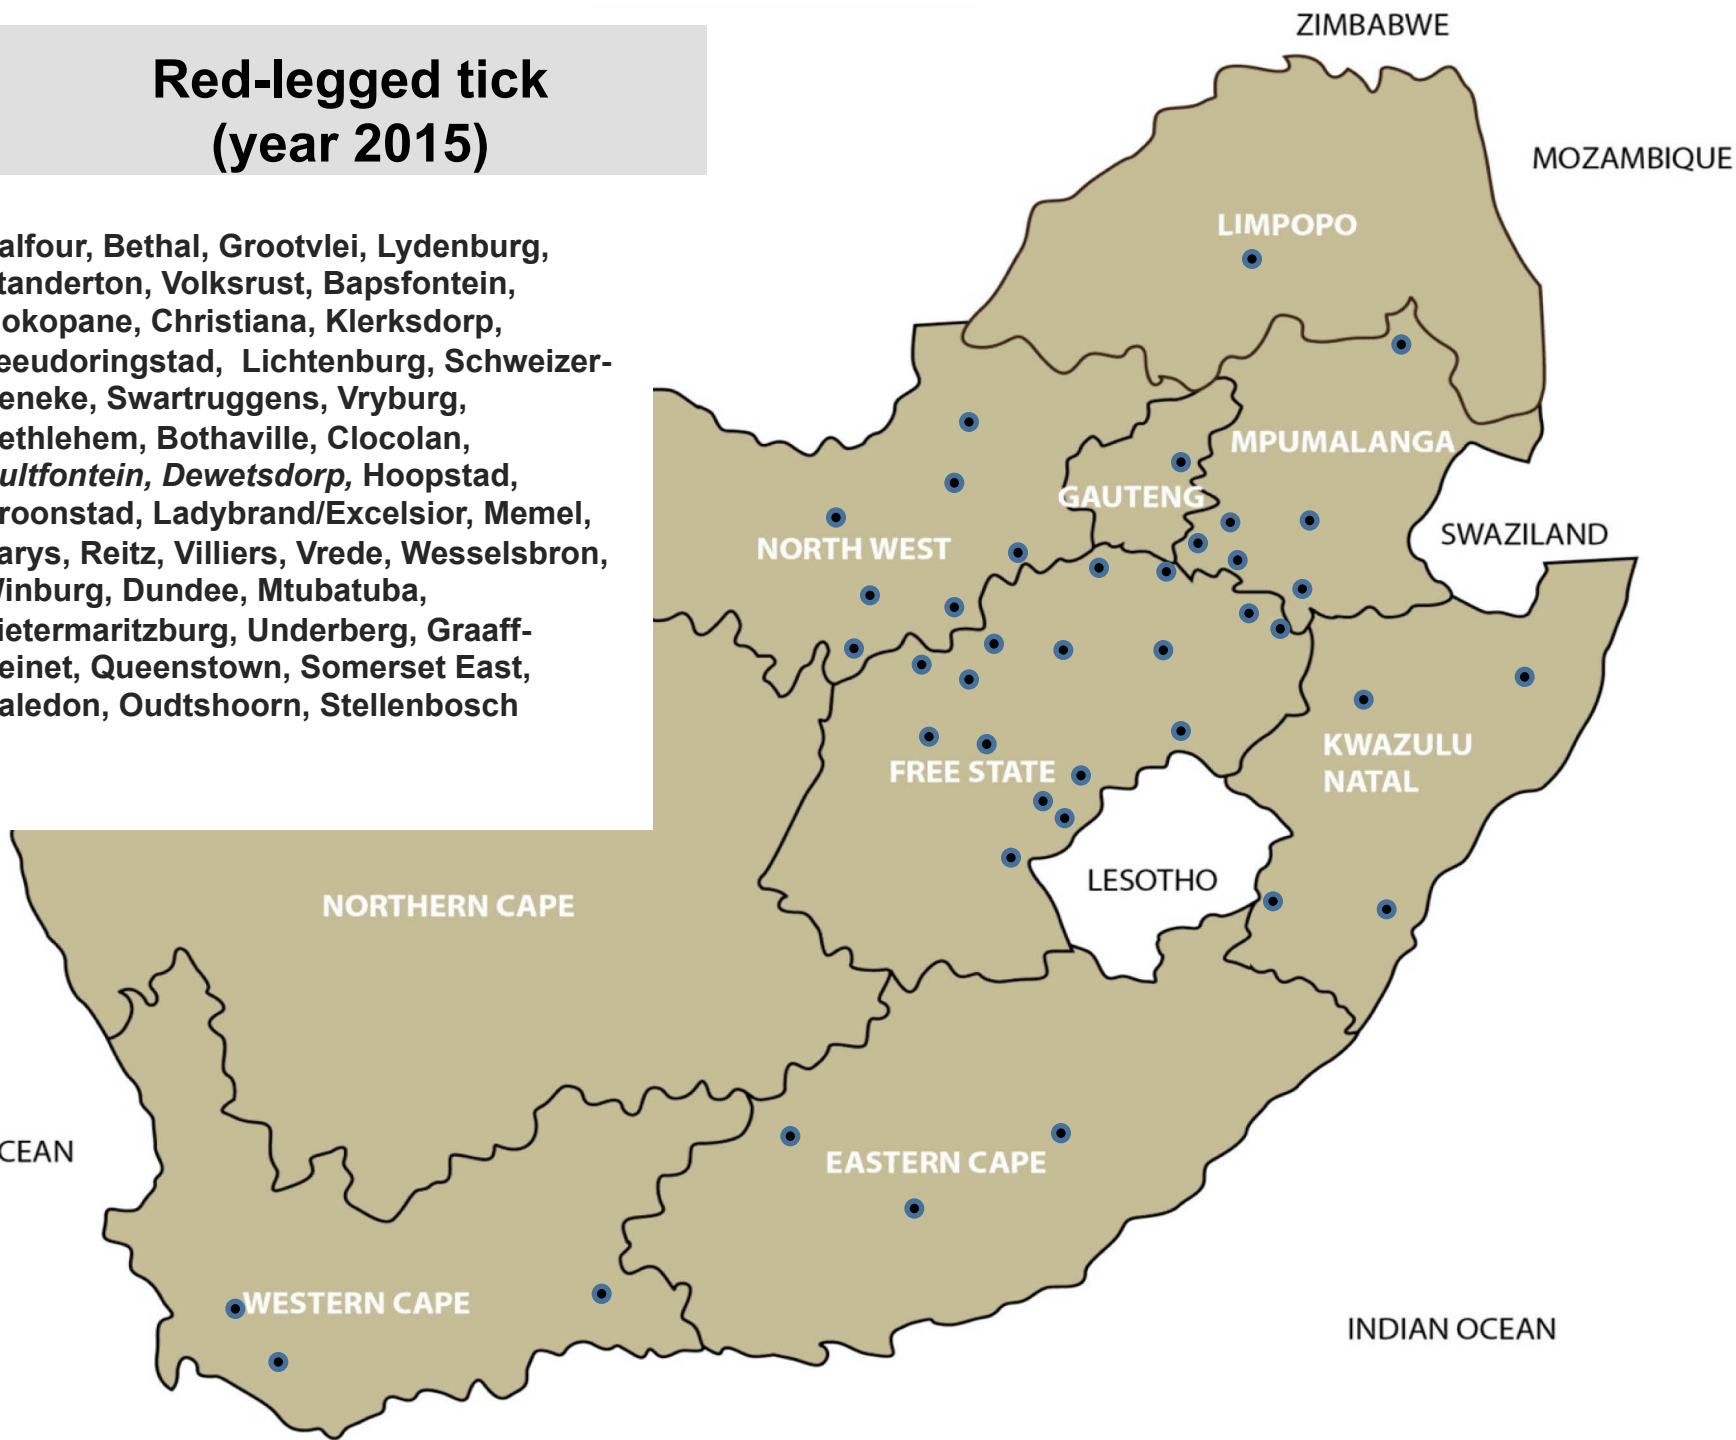 Red-legged tick
(year 2015)
alfour, Bethal, Grootvlei, Lydenburg,
tanderton, Volksrust, Bapsfontein,
okopane, Christiana, Klerksdorp,
eeudoringstad, Lichtenburg, Schweizer-
eneke, Swartruggens, Vryburg,
ethlehem, Bothaville, Clocolan,
ultfontein, Dewetsdorp, Hoopstad,
roonstad, Ladybrand/Excelsior, Memel,
arys, Reitz, Villiers, Vrede, Wesselsbron,
inburg, Dundee, Mtubatuba,
ietermaritzburg, Underberg, Graaff-
einet, Queenstown, Somerset East,
aledon, Oudtshoorn, Stellenbosch
ZIMBABWE
MOZAMBIQUE
LIMPOPO
MPUMALANGA
GAUTENG
SWAZILAND
NORTH WEST
KWAZULU
NATAL
FREE STATE
LESOTHO
NORTHERN CAPE
CEAN
EASTERN CAPE
WESTERN CAPE
INDIAN OCEAN